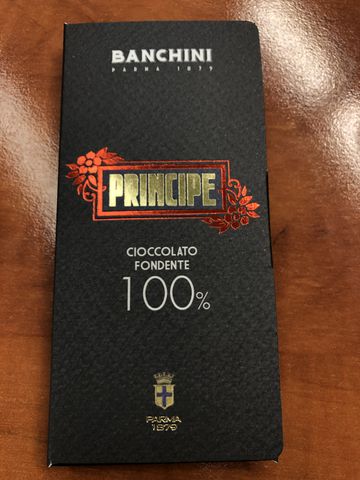 BANCHINI
PARMA 1879
PRINCIPE
CIOCCOLATO
FONDENTE
100%
PARMA
1879